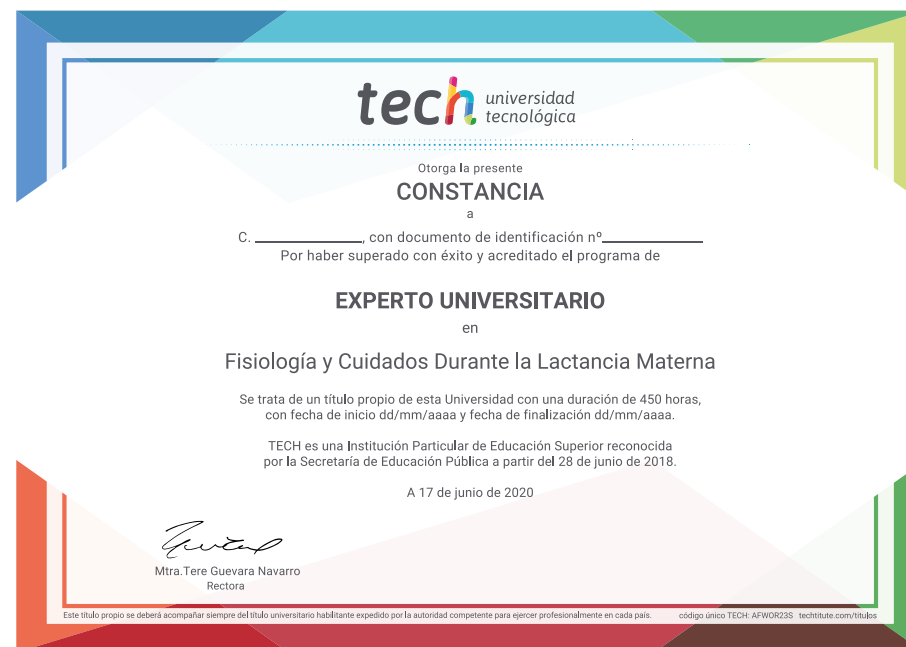 tech universidad
tecnológica
Otorga la presente
CONSTANCIA
a
C. ____________, con documento de identificación nº____________
Por haber superado con éxito y acreditado el programa de
EXPERTO UNIVERSITARIO
en
Fisiología y Cuidados Durante la Lactancia Materna
Se trata de un título propio de esta Universidad con una duración de 450 horas,
con fecha de inicio dd/mm/aaaa y fecha de finalización dd/mm/aaaa.
TECH es una Institución Particular de Educación Superior reconocida
por la Secretaría de Educación Pública a partir del 28 de junio de 2018.
A 17 de junio de 2020
Mtra.Tere Guevara Navarro
Rectora
Este título propio se deberá acompañar siempre del título universitario habilitante expedido por la autoridad competente para ejercer profesionalmente en cada país. código único TECH: AFWOR23S techtitute.com/títulos